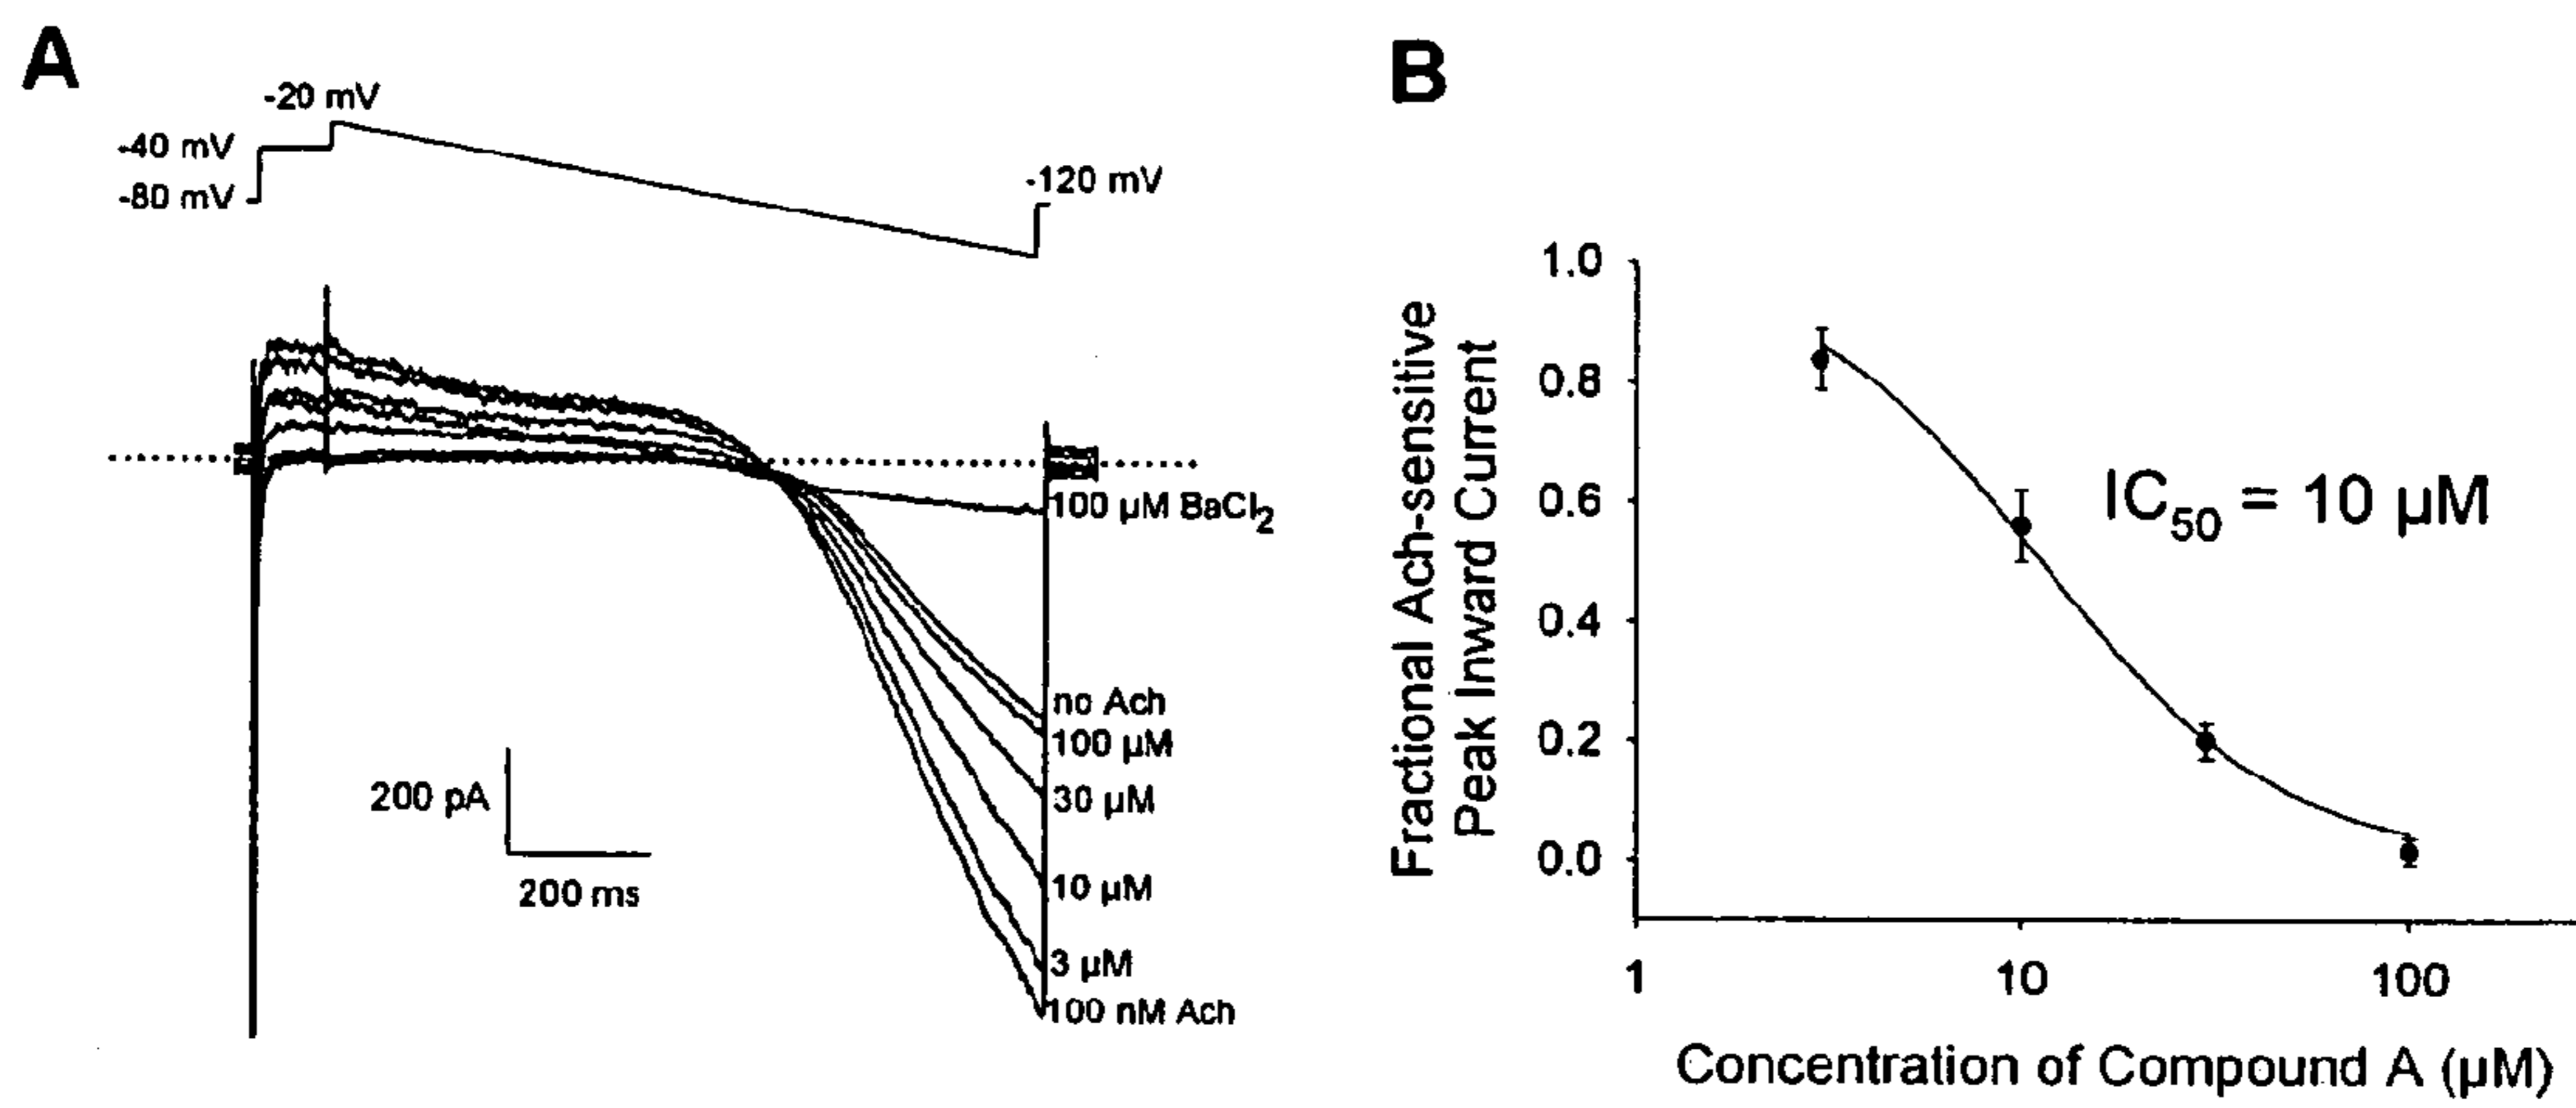 A
-20 mV
-40 mV
-80 mV
-120 mV
100 µM BaCl2
no Ach
100 µM
30 µM
10 µM
3 µM
100 nM Ach
200 pA
200 ms
B
Fractional Ach-sensitive
Peak Inward Current
1.0
0.8
0.6
0.4
0.2
0.0
IC50 = 10 µM
1
10
100
Concentration of Compound A (µM)